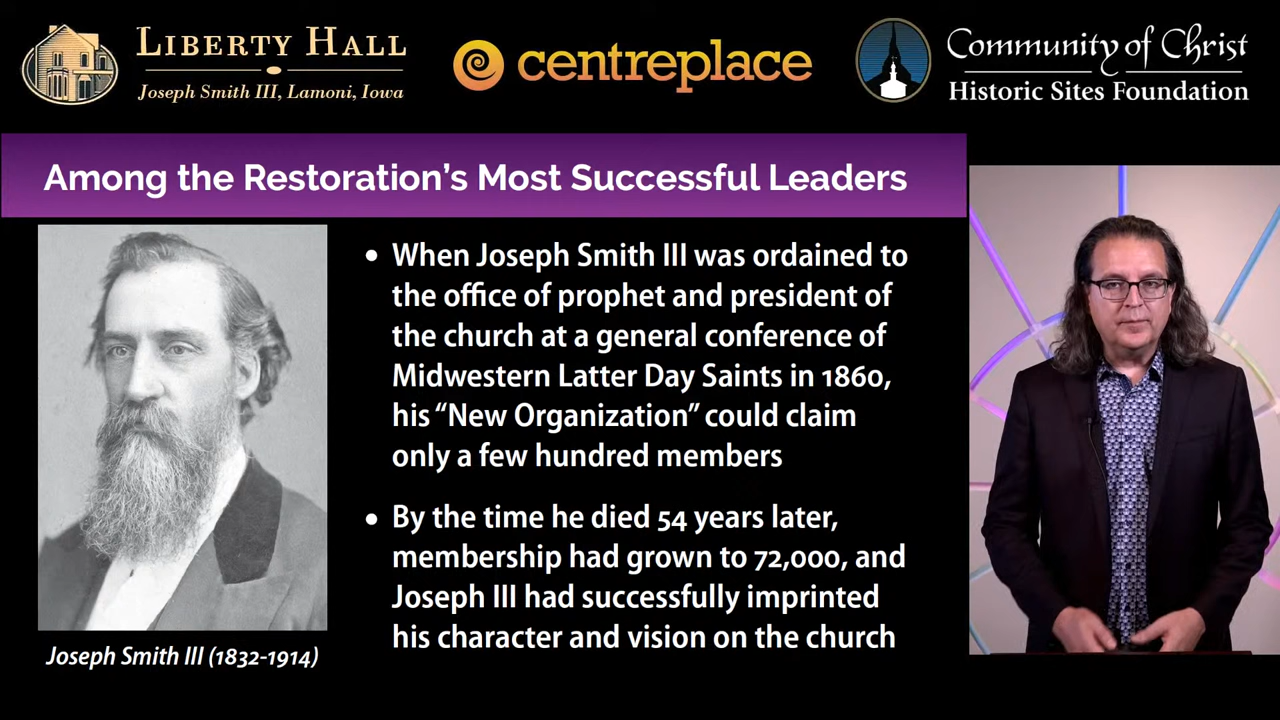 LIBERTY HALL
Joseph Smith III, Lamoni, Iowa
centreplace
Community of Christ
Historic Sites Foundation
Among the Restoration's Most Successful Leaders
• When Joseph Smith III was ordained to
the office of prophet and president of
the church at a general conference of
Midwestern Latter Day Saints in 1860,
his “New Organization” could claim
only a few hundred members
• By the time he died 54 years later,
membership had grown to 72,000, and
Joseph III had successfully imprinted
his character and vision on the church
Joseph Smith III (1832-1914)